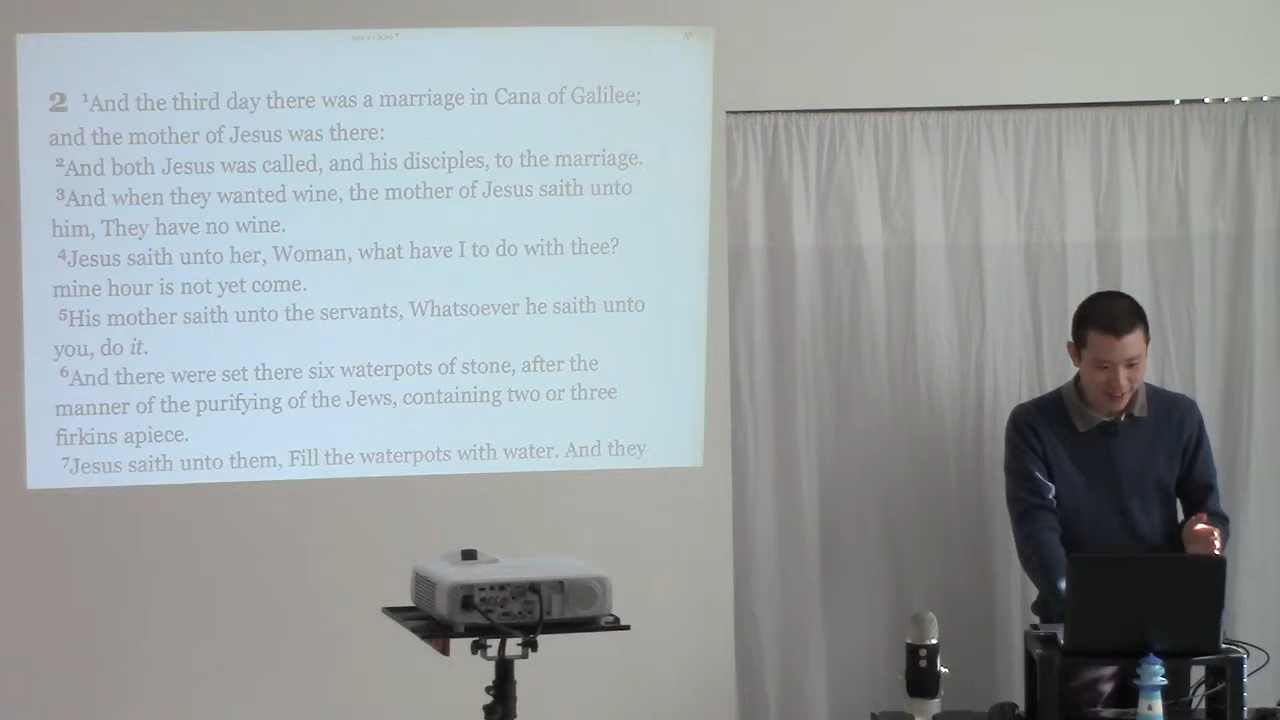 2 ¹And the third day there was a marriage in Cana of Galilee;
and the mother of Jesus was there:
²And both Jesus was called, and his disciples, to the marriage.
³And when they wanted wine, the mother of Jesus saith unto
him, They have no wine.
⁴Jesus saith unto her, Woman, what have I to do with thee?
mine hour is not yet come.
⁵His mother saith unto the servants, Whatsoever he saith unto
you, do it.
⁶And there were set there six waterpots of stone, after the
manner of the purifying of the Jews, containing two or three
firkins apiece.
⁷Jesus saith unto them, Fill the waterpots with water. And they